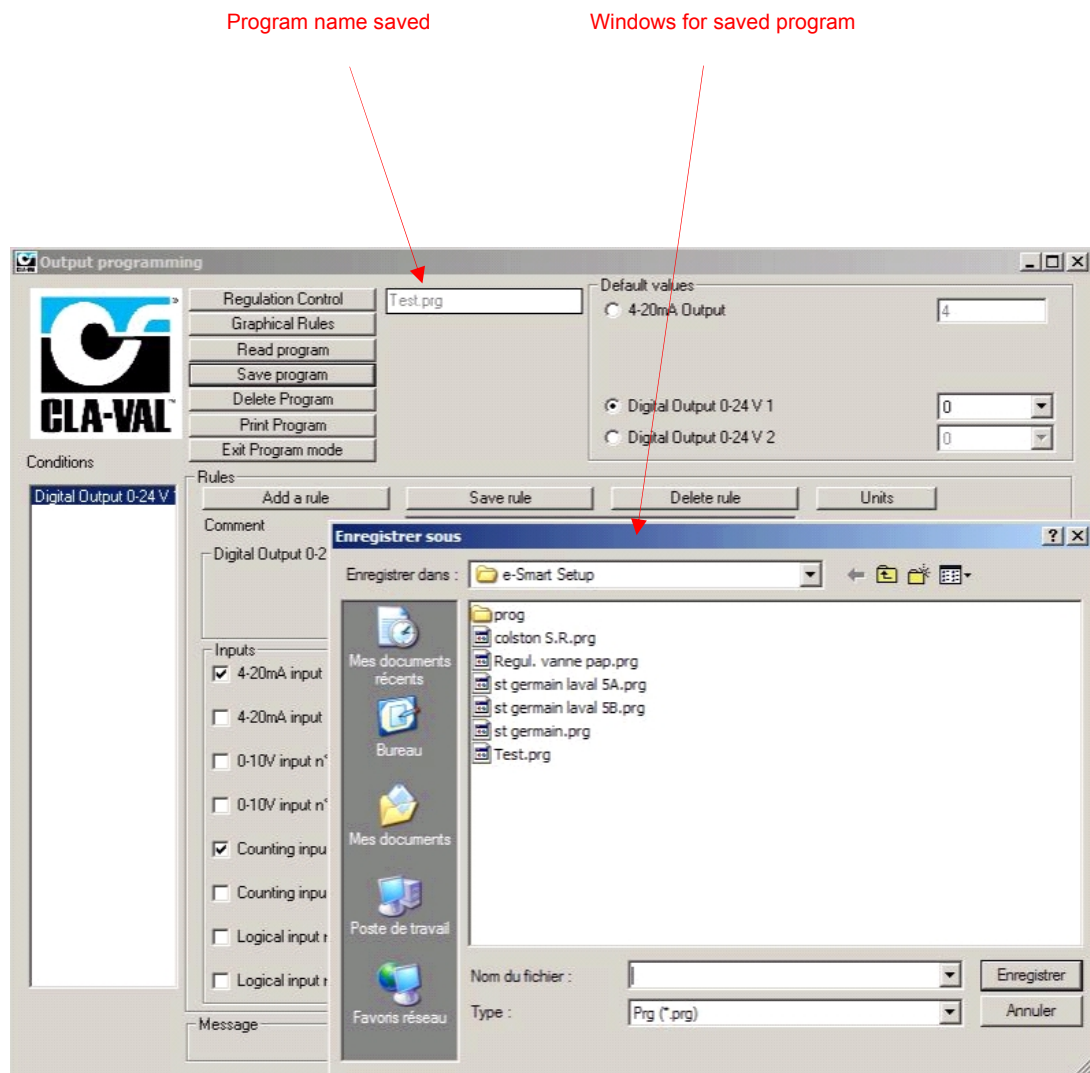 Program name saved
Windows for saved program
Output programming
CLA-VAL
Regulation Control
Graphical Rules
Read program
Save program
Delete Program
Print Program
Exit Program mode
Test.prg
Default values
4-20mA Output
4
Digital Output 0-24 V 1
0
Digital Output 0-24 V 2
0
Conditions
Digital Output 0-24 V 1
Rules
Add a rule
Save rule
Delete rule
Units
Comment
Digital Output 0-2
Inputs
4-20mA input
4-20mA input
0-10V input n°
0-10V input n°
Counting inpu
Counting inpu
Logical input
Logical input
Message
Enregistrer sous
Enregistrer dans :
e-Smart Setup
Mes documents
récents
Bureau
Mes documents
Poste de travail
Favoris réseau
prog
colston S.R.prg
Regul. vanne pap.prg
st germain laval 5A.prg
st germain laval 5B.prg
st germain.prg
Test.prg
Nom du fichier :
Enregistrer
Type :
Prg (*.prg)
Annuler